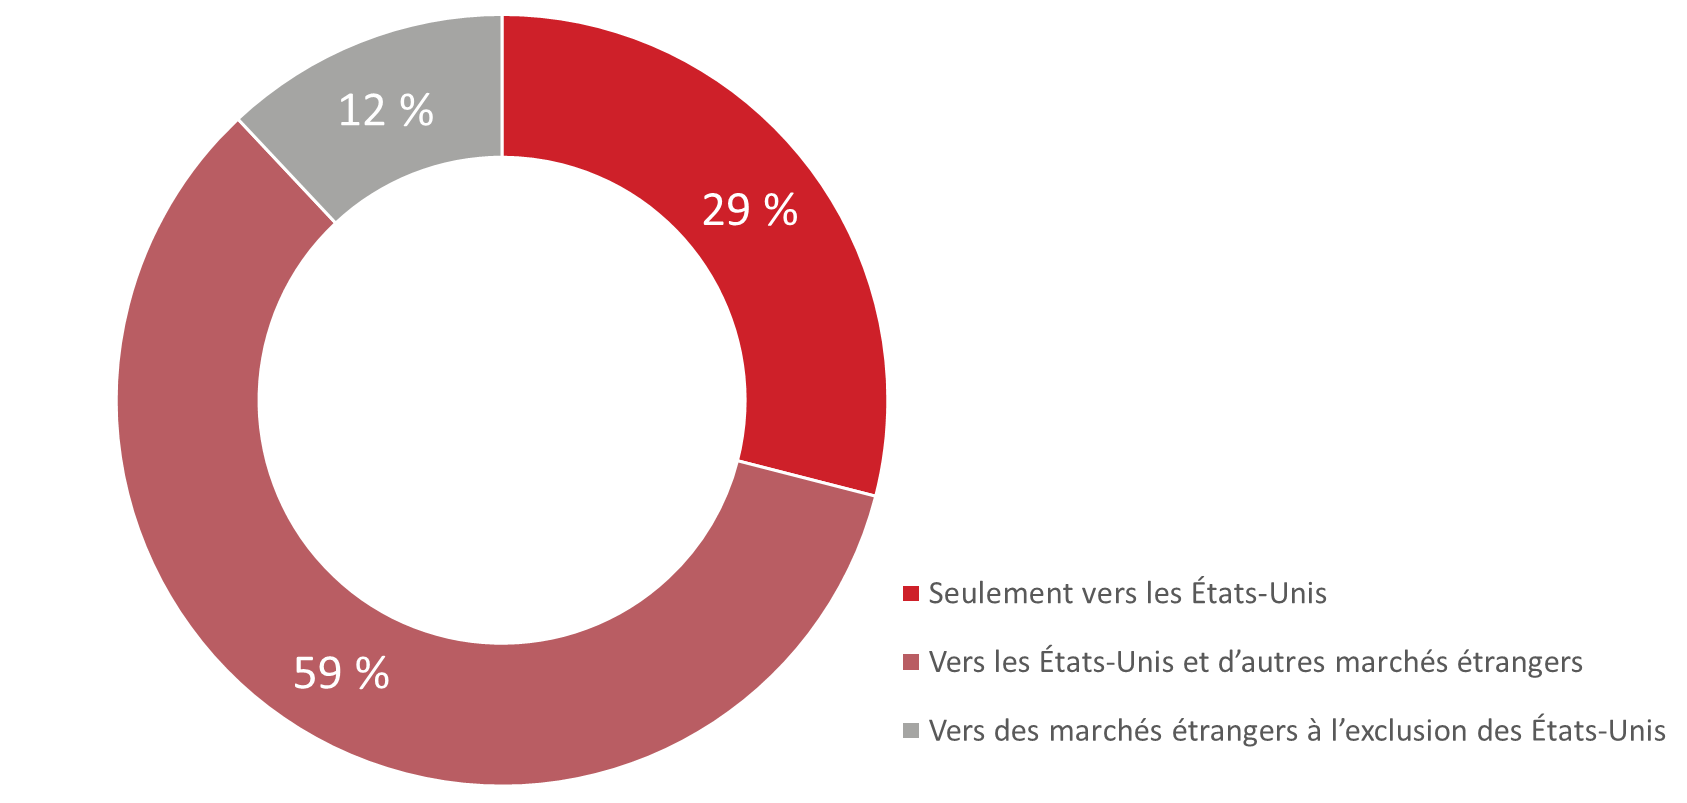 12 %
29 %
59 %
Seulement vers les États-Unis
Vers les États-Unis et d’autres marchés étrangers
Vers des marchés étrangers à l’exclusion des États-Unis